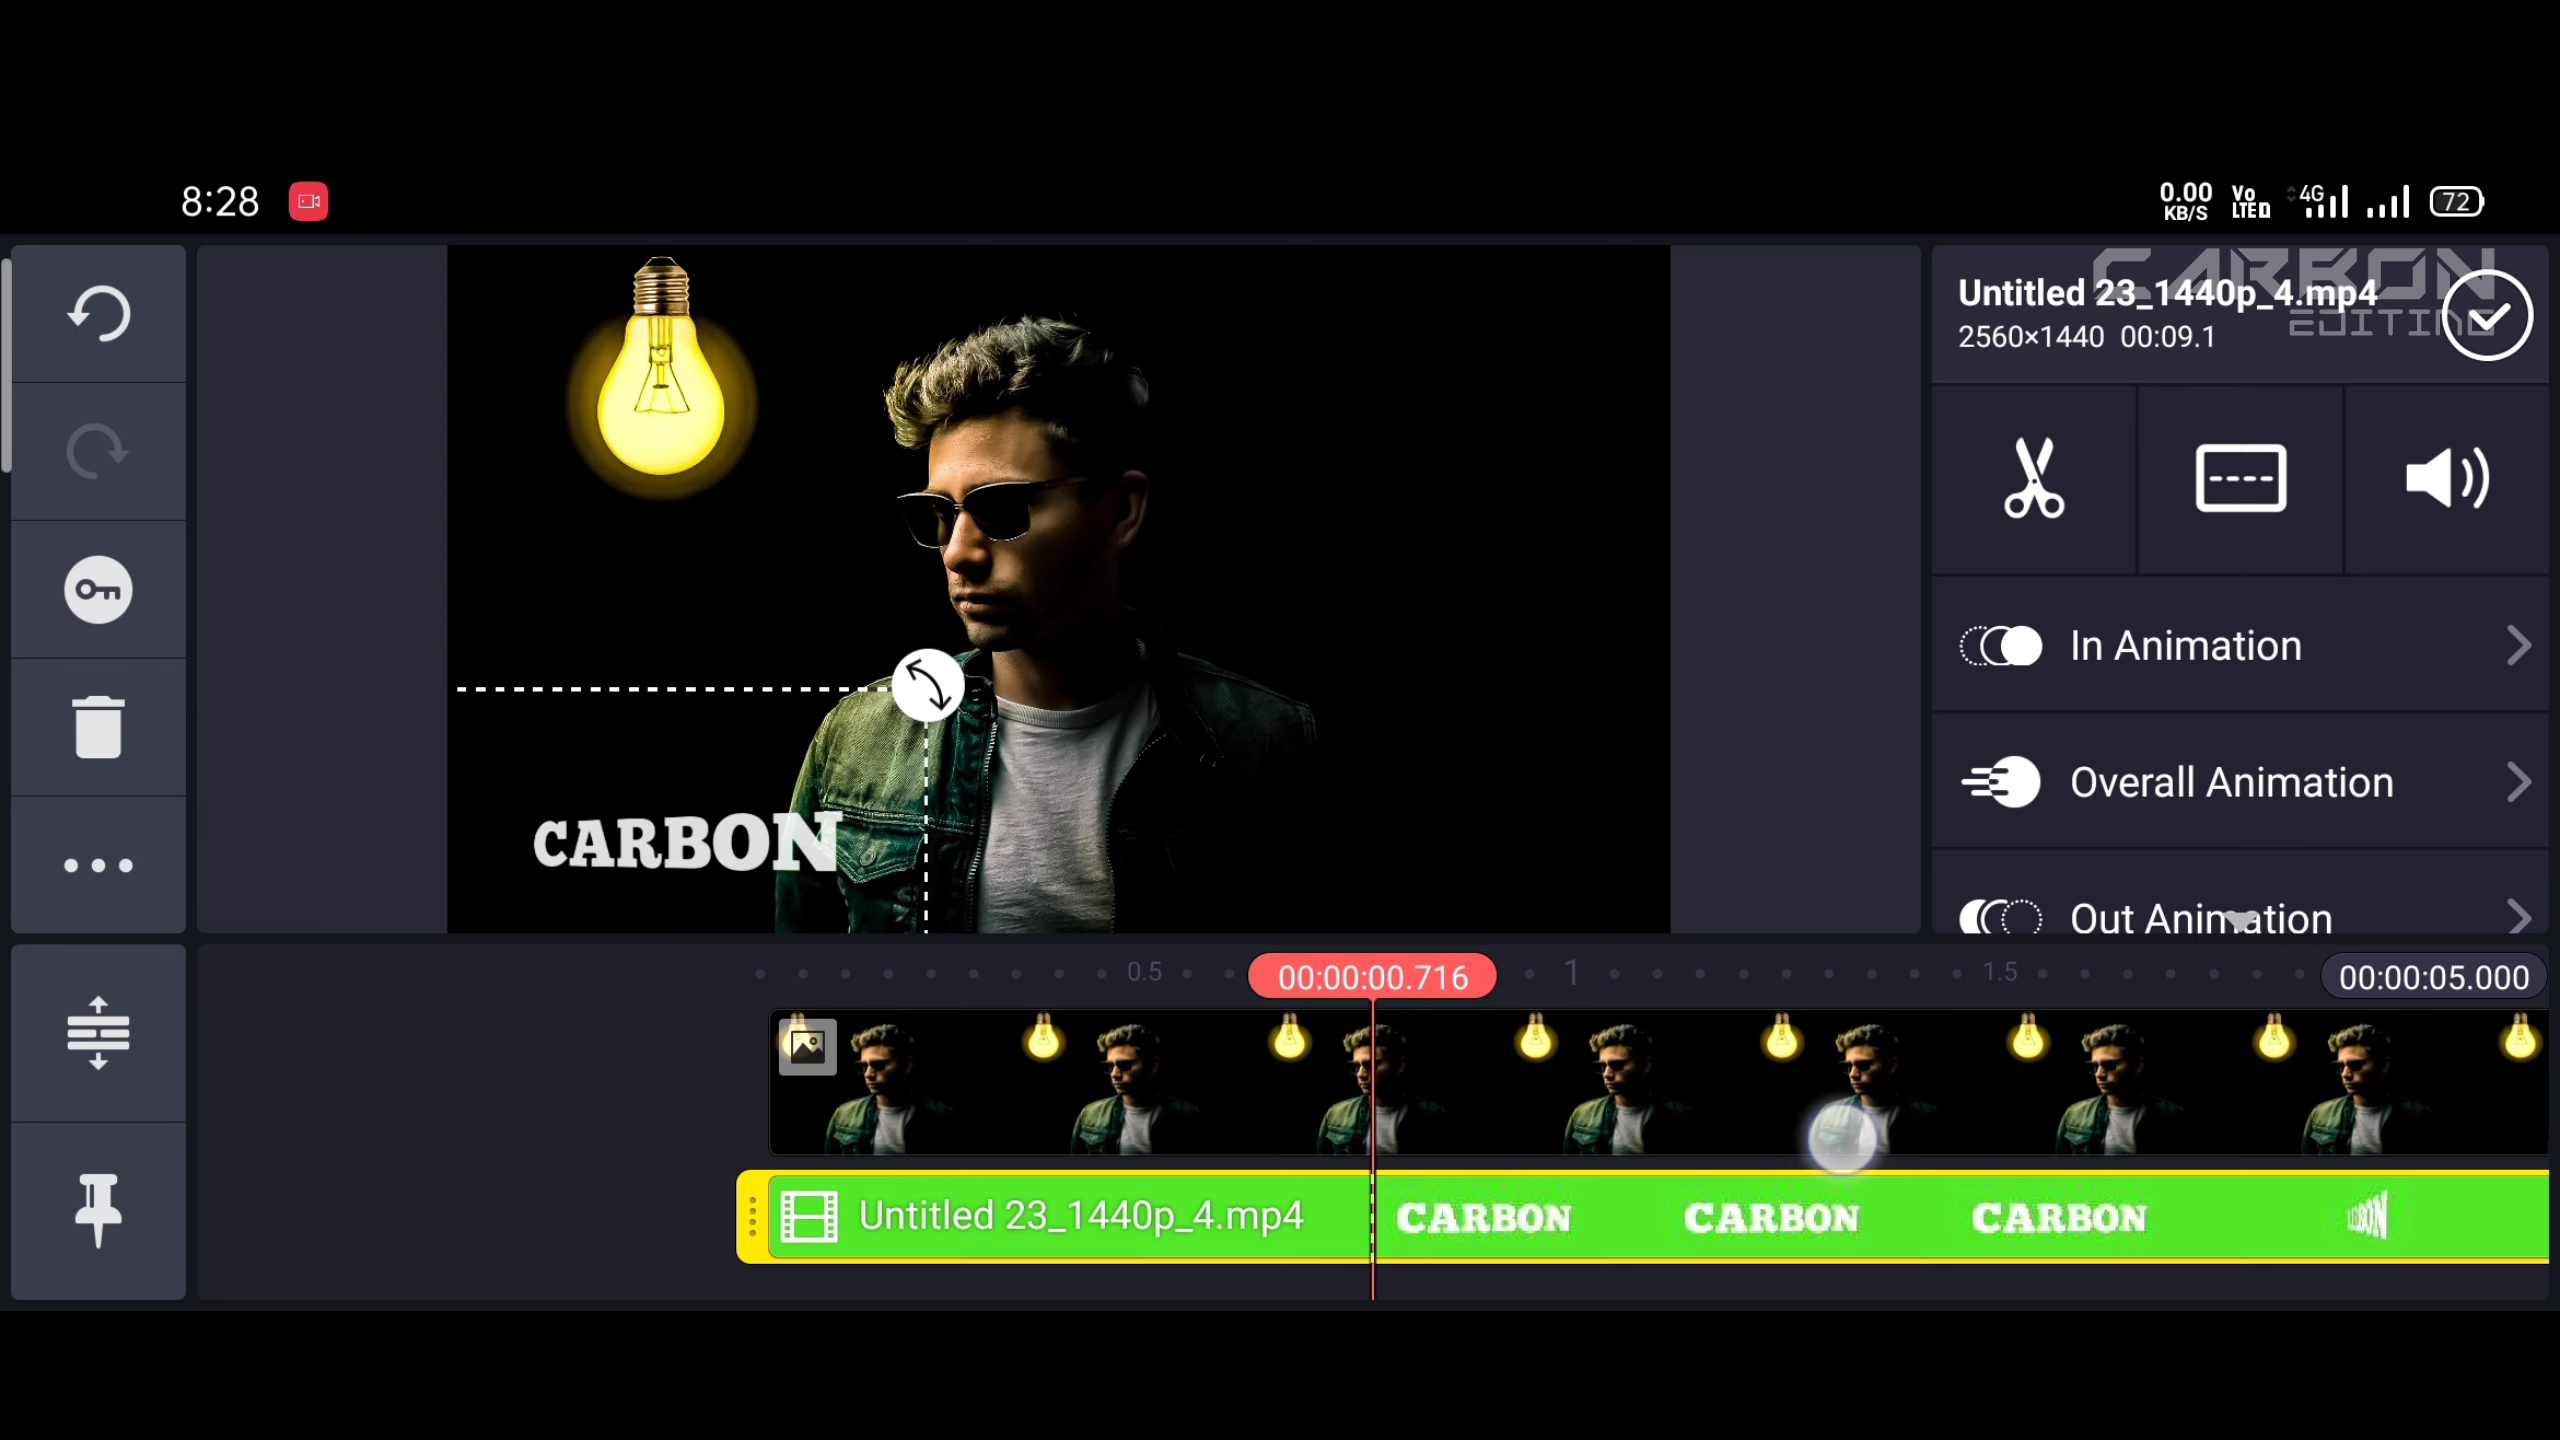 8:28
0.00 KB/S
Vo LTE 4G 72
CARBON EDITING
Untitled 23_1440p_4.mp4
2560×1440 00:09.1
In Animation
Overall Animation
Out Animation
CARBON
0.5
00:00:00.716
1
1.5
00:00:05.000
Untitled 23_1440p_4.mp4
CARBON CARBON CARBON